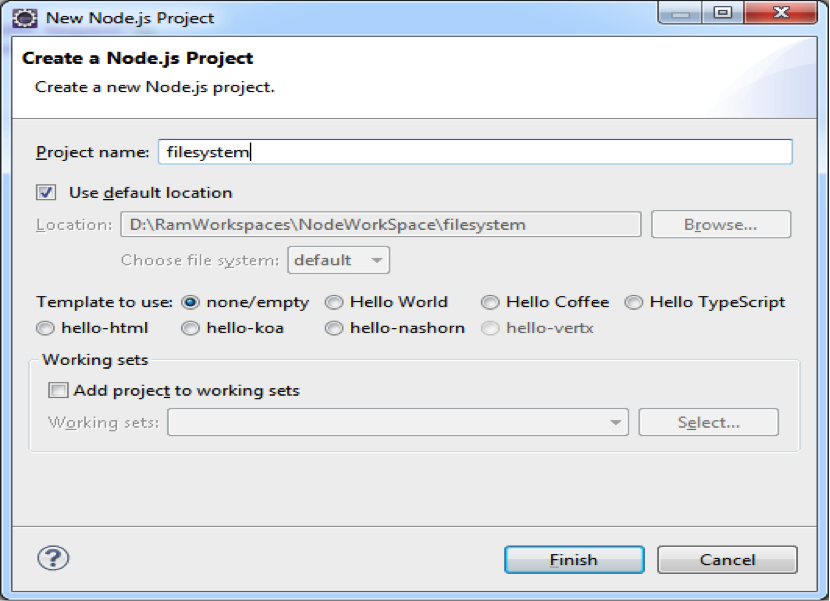 New Node.js Project
Create a Node.js Project
Create a new Node.js project.
Project name: filesystem
Use default location
Location: D:\RamWorkspaces\NodeWorkSpace\filesystem Browse...
Choose file system: default
Template to use: none/empty Hello World Hello Coffee Hello TypeScript
hello-html hello-koa hello-nashorn hello-vertx
Working sets
Add project to working sets
Working sets: Select...
? Finish Cancel